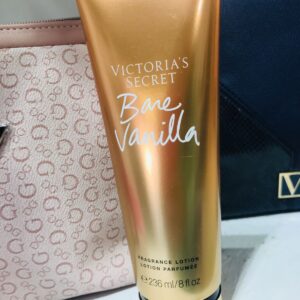 VICTORIA'S
SECRET
Bare
Vanilla
FRAGRANCE LOTION
LOTION PARFUMÉE
e 236 ml/8 fl oz
V